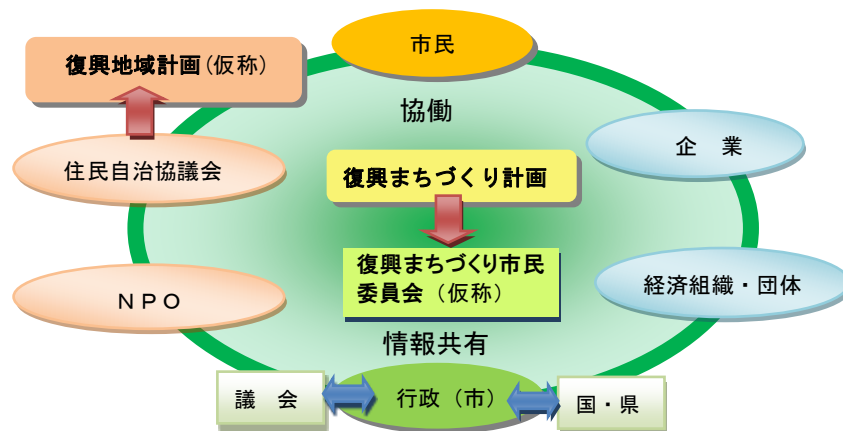 市民
復興地域計画(仮称)
協働
住民自治協議会
企　業
復興まちづくり計画
復興まちづくり市民
委員会（仮称）
経済組織・団体
ＮＰＯ
情報共有
議　会
行政（市）
国・県